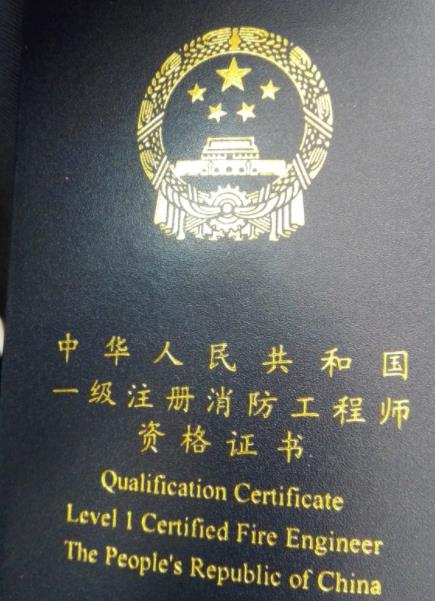 中华人民共和国
一级注册消防工程师
资格证书
Qualification Certificate
Level 1 Certified Fire Engineer
The People's Republic of China